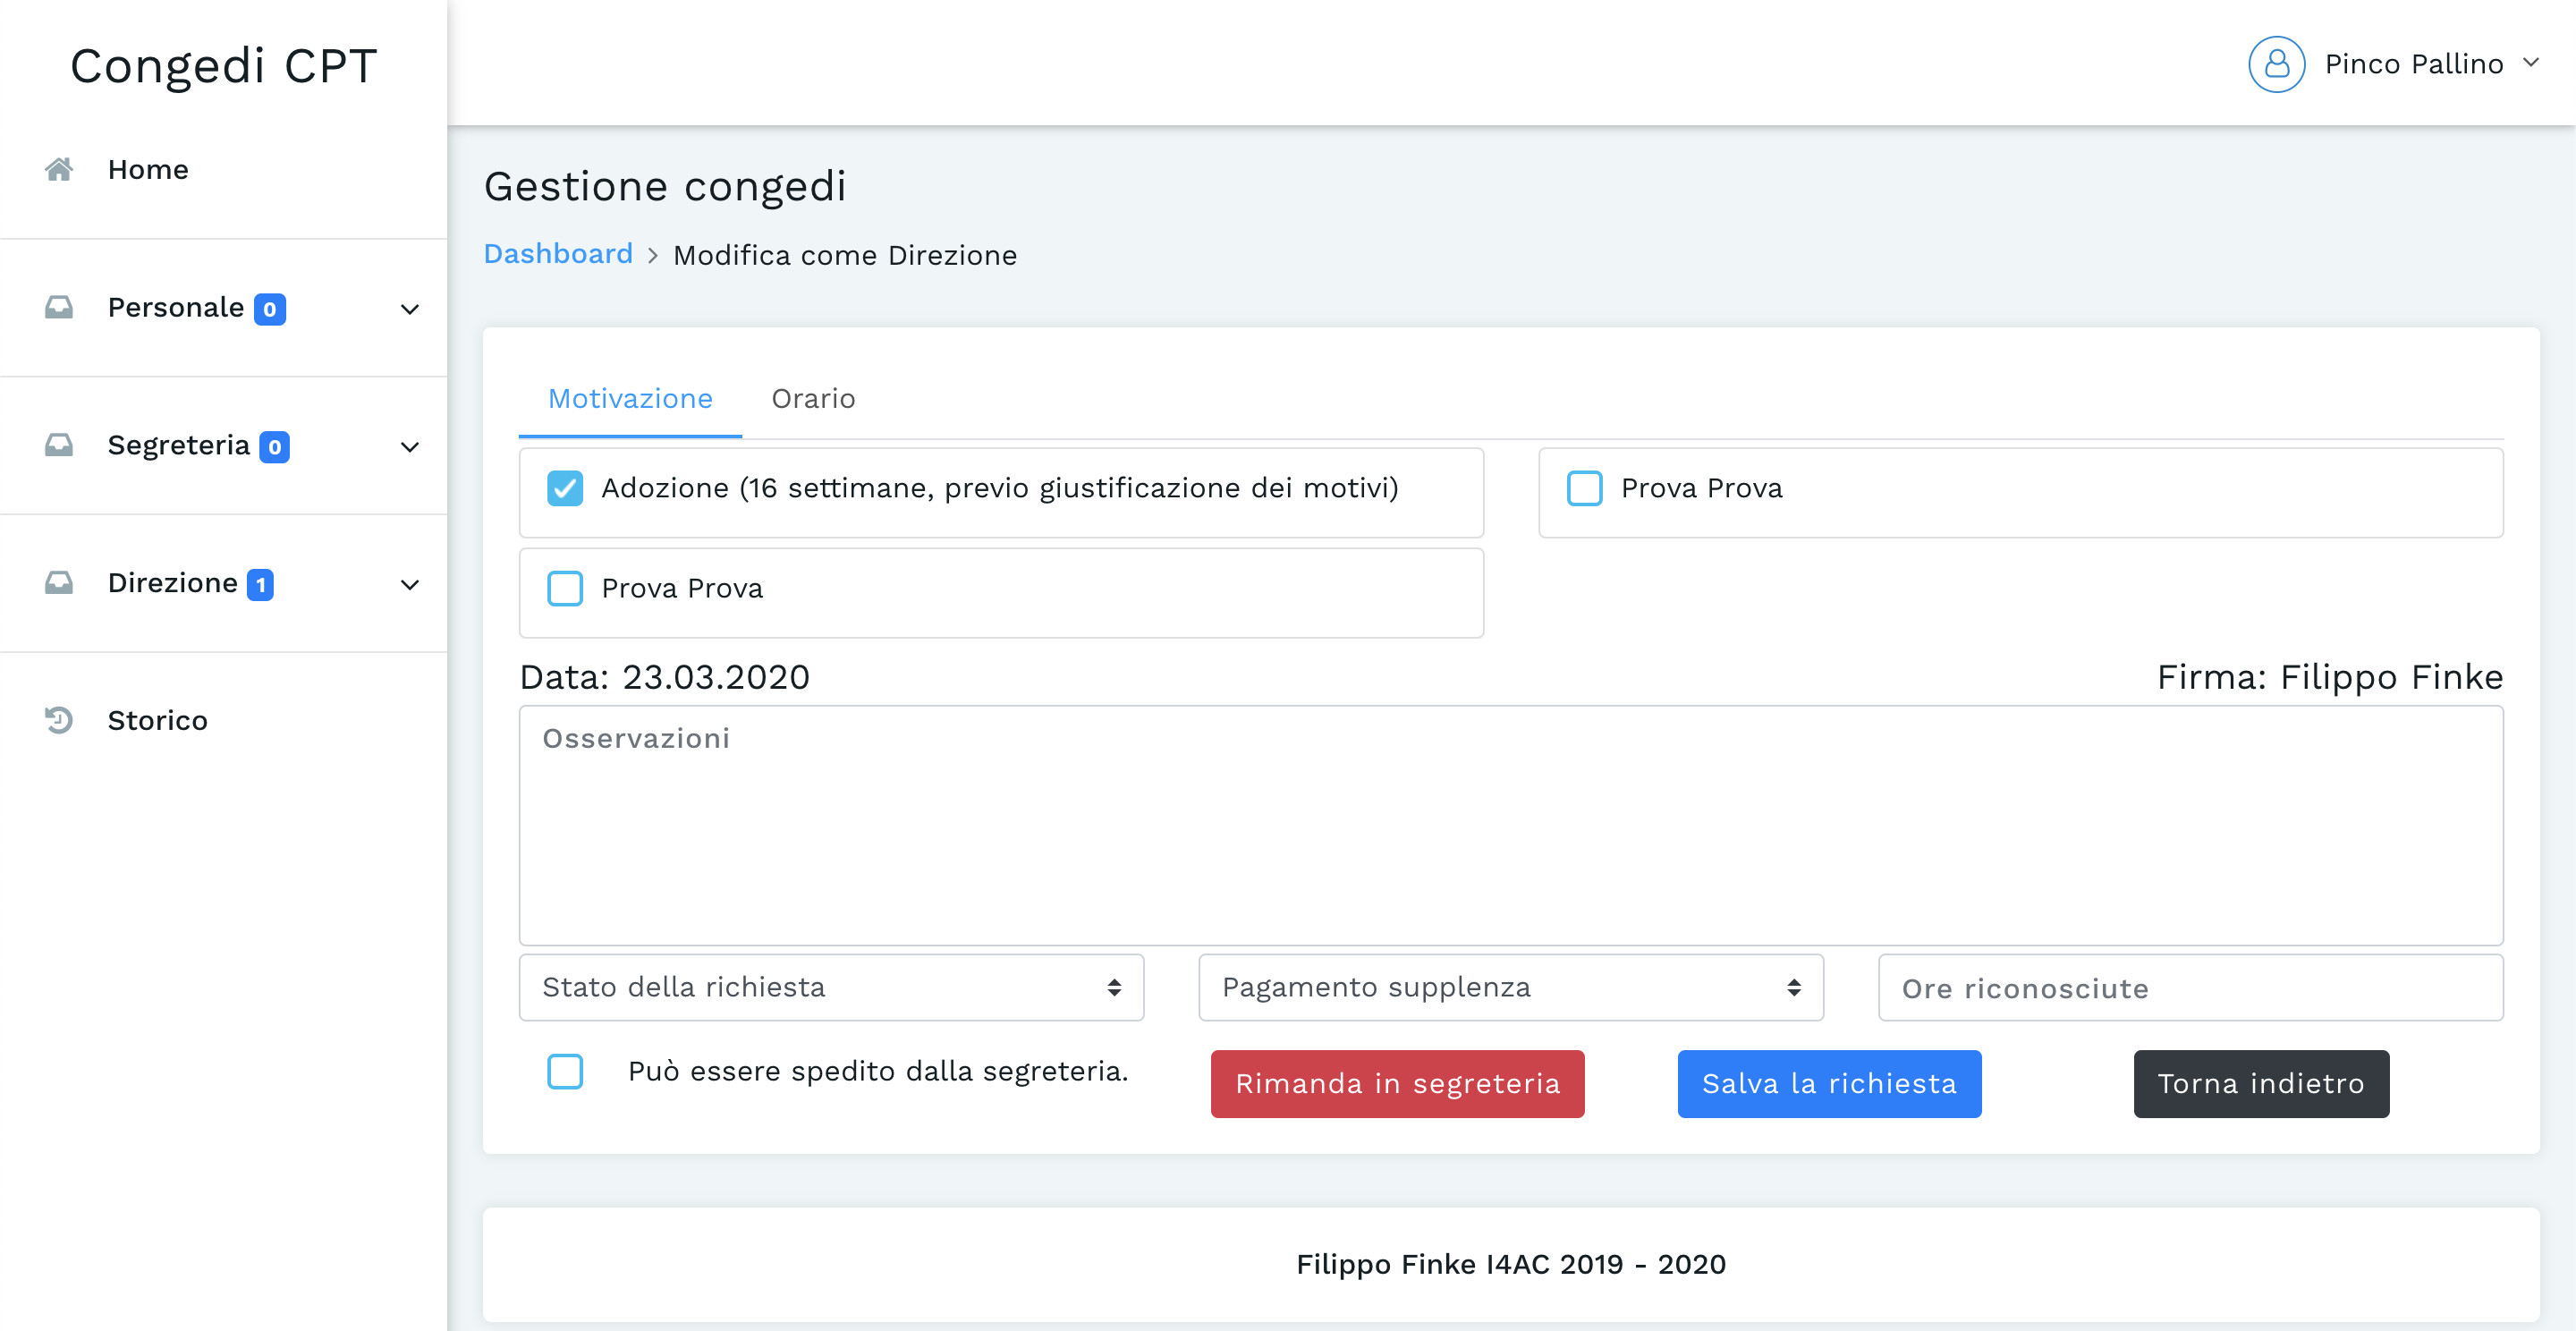 Congedi CPT
Pinco Pallino
Home
Personale 0
Segreteria 0
Direzione 1
Storico
Gestione congedi
Dashboard > Modifica come Direzione
Motivazione Orario
Adozione (16 settimane, previo giustificazione dei motivi)
Prova Prova
Prova Prova
Data: 23.03.2020 Firma: Filippo Finke
Osservazioni
Stato della richiesta Pagamento supplenza Ore riconosciute
Può essere spedito dalla segreteria. Rimanda in segreteria Salva la richiesta Torna indietro
Filippo Finke I4AC 2019 - 2020